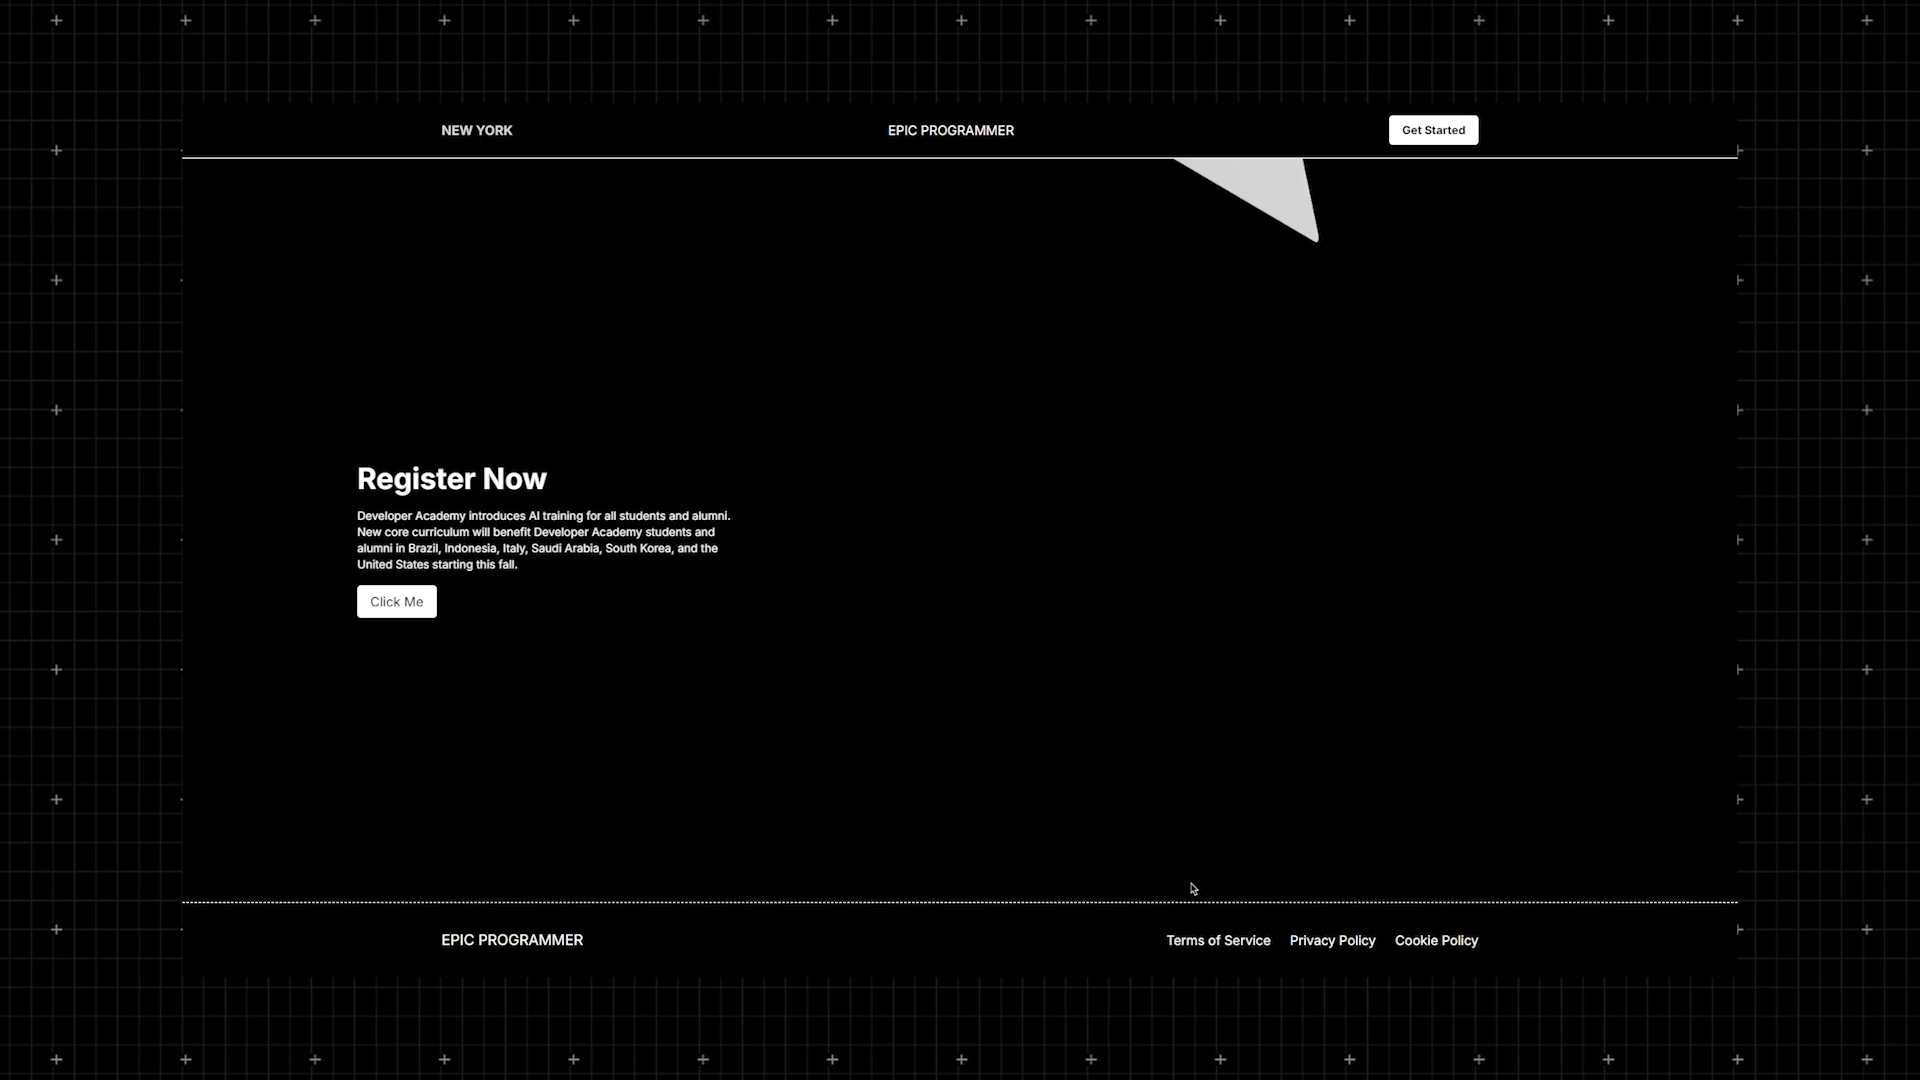 NEW YORK
EPIC PROGRAMMER
Get Started
Register Now
Developer Academy introduces AI training for all students and alumni.
New core curriculum will benefit Developer Academy students and
alumni in Brazil, Indonesia, Italy, Saudi Arabia, South Korea, and the
United States starting this fall.
Click Me
EPIC PROGRAMMER
Terms of Service
Privacy Policy
Cookie Policy